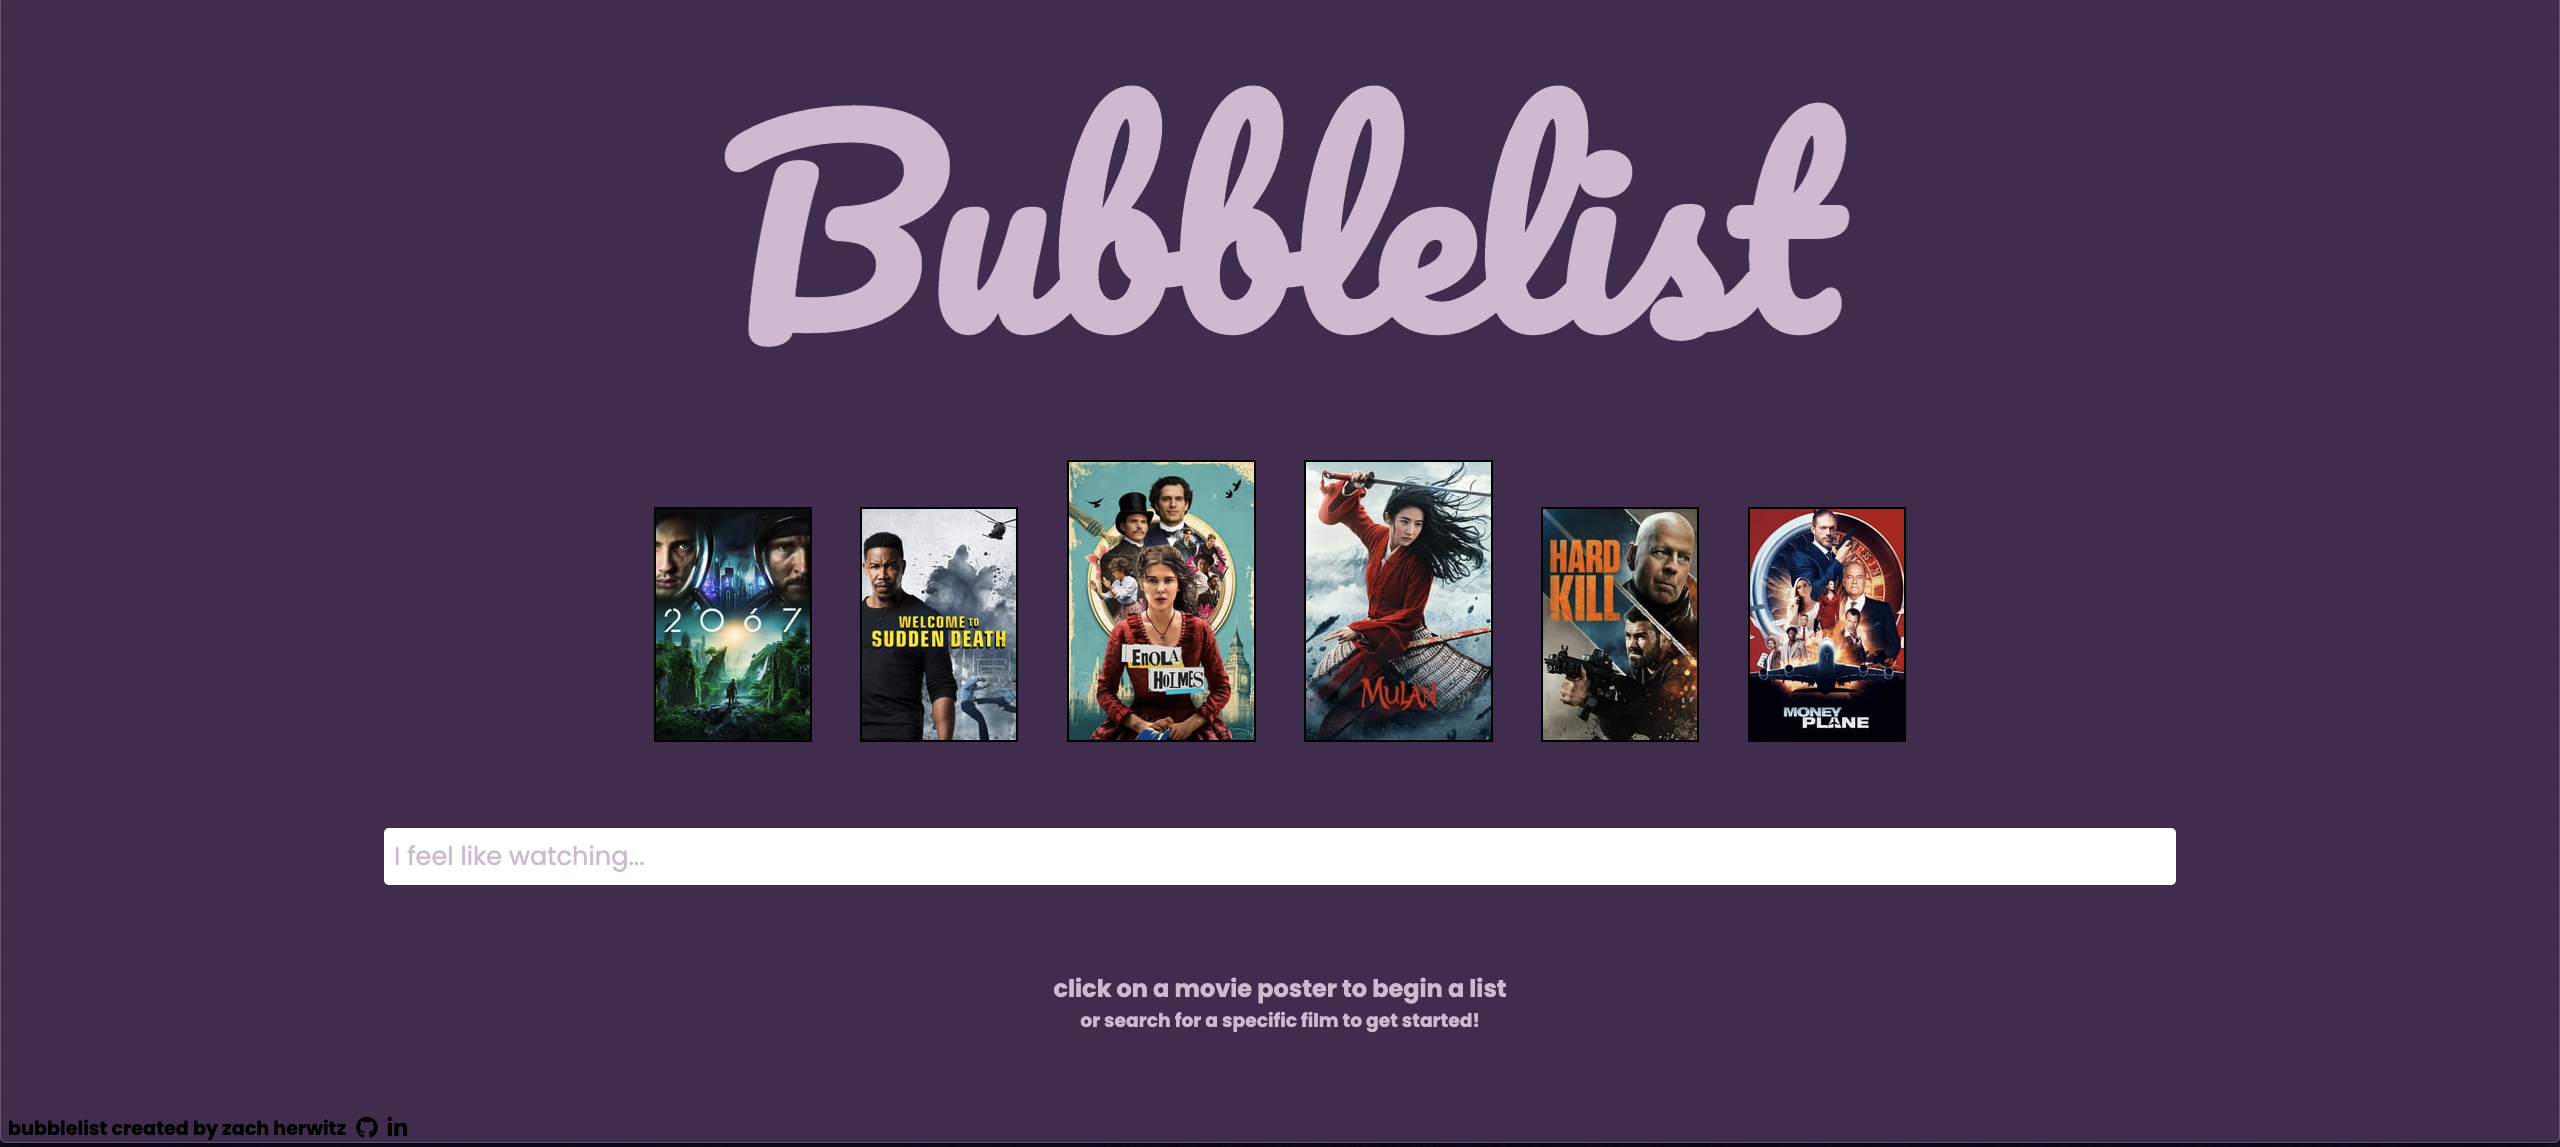 Bubblelist
2067
WELCOME TO
SUDDEN DEATH
ENOLA
HOLMES
MULAN
HARD
KILL
MONEY
PLANE
I feel like watching...
click on a movie poster to begin a list
or search for a specific film to get started!
bubblelist created by zach herwitz in